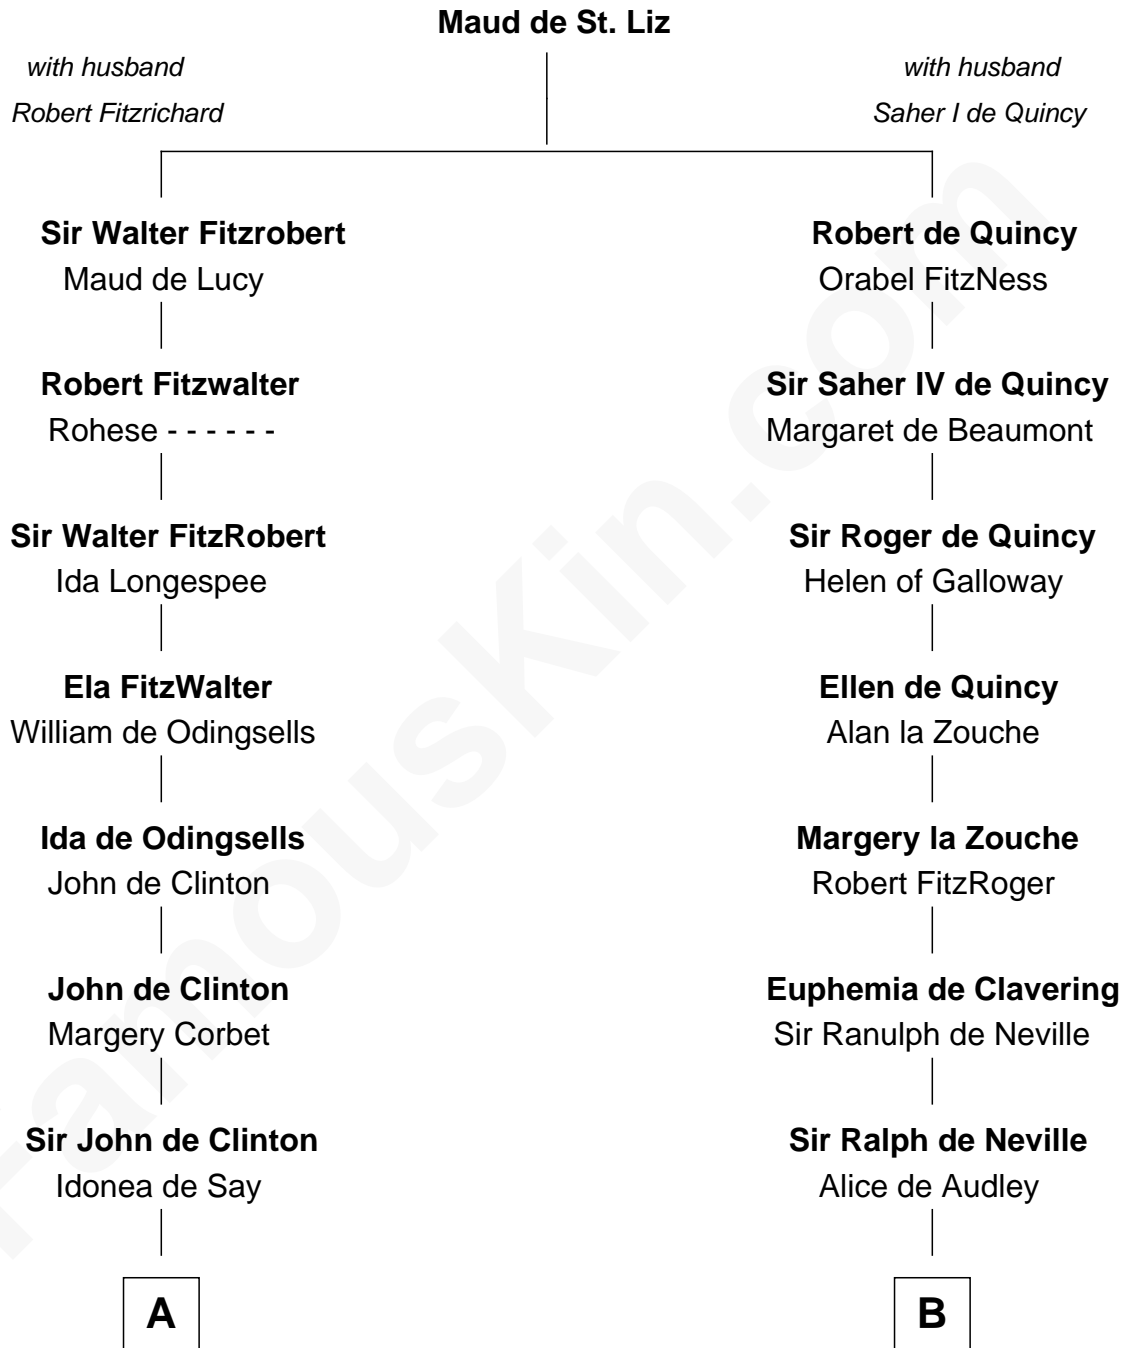 Maud de St. Liz
with husband
Robert Fitzrichard
with husband
Saher I de Quincy
Sir Walter Fitzrobert
Maud de Lucy
Robert de Quincy
Orabel FitzNess
Robert Fitzwalter
Rohese - - - - - -
Sir Saher IV de Quincy
Margaret de Beaumont
Sir Walter FitzRobert
Ida Longespee
Sir Roger de Quincy
Helen of Galloway
Ela FitzWalter
William de Odingsells
Ellen de Quincy
Alan la Zouche
Ida de Odingsells
John de Clinton
Margery la Zouche
Robert FitzRoger
John de Clinton
Margery Corbet
Euphemia de Clavering
Sir Ranulph de Neville
Sir John de Clinton
Idonea de Say
Sir Ralph de Neville
Alice de Audley
A
B
FamousKin.com